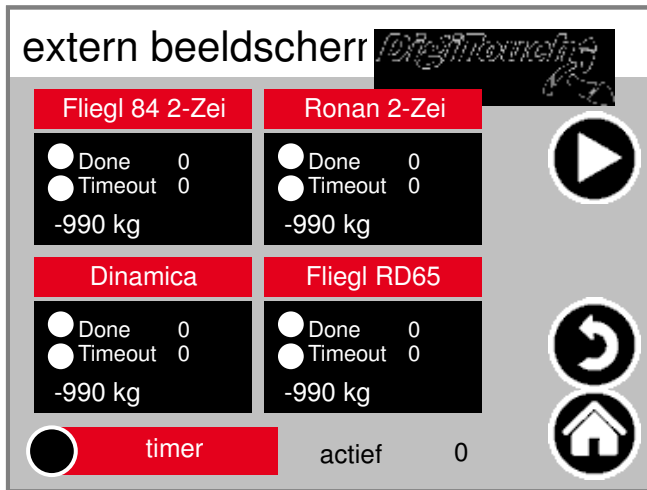 extern beeldscherm
DigiTouch
Fliegl 84 2-Zei
Ronan 2-Zei
Done 0
Timeout 0
-990 kg
Done 0
Timeout 0
-990 kg
Dinamica
Fliegl RD65
Done 0
Timeout 0
-990 kg
Done 0
Timeout 0
-990 kg
timer
actief 0